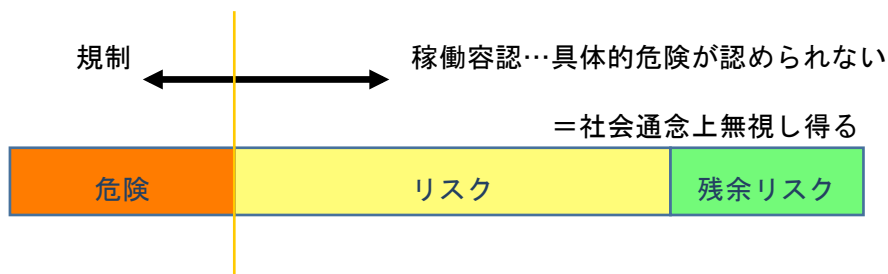 規制
稼働容認…具体的危険が認められない
＝社会通念上無視し得る
危険
リスク
残余リスク